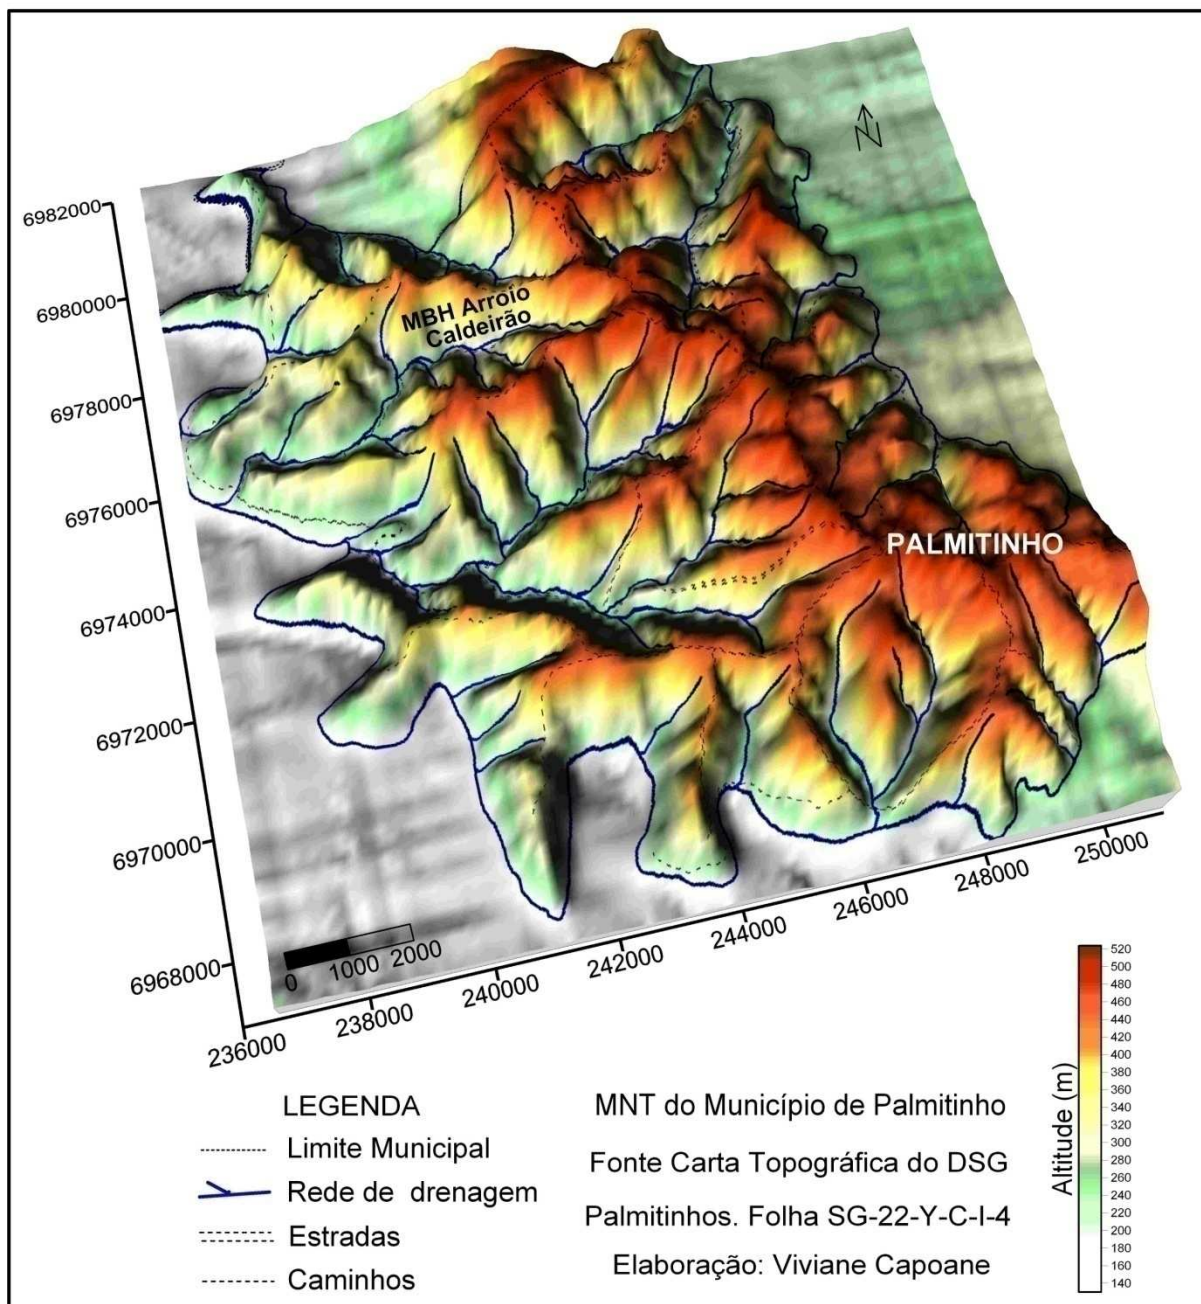 N
6982000
6980000
MBH Arroio
Caldeirão
6978000
6976000
PALMITINHO
6974000
6972000
6970000
6968000
0 1000 2000
236000
238000
240000
242000
244000
246000
248000
250000
LEGENDA
Limite Municipal
Rede de drenagem
Estradas
Caminhos
MNT do Município de Palmitinho
Fonte Carta Topográfica do DSG
Palmitinhos. Folha SG-22-Y-C-I-4
Elaboração: Viviane Capoane
Altitude (m)
520
500
480
460
440
420
400
380
360
340
320
300
280
260
240
220
200
180
160
140